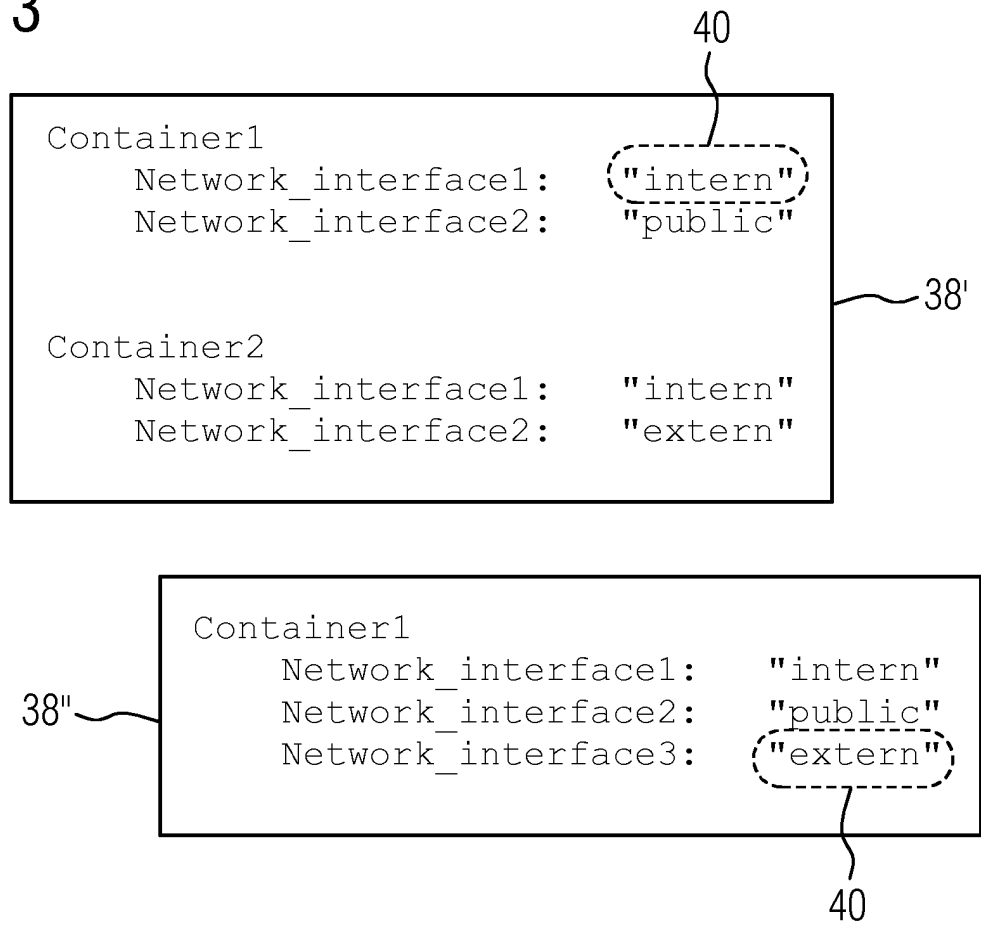 3
40
Container1
Network_interface1: "intern"
Network_interface2: "public"
38'
Container2
Network_interface1: "intern"
Network_interface2: "extern"
Container1
Network_interface1: "intern"
38"
Network_interface2: "public"
Network_interface3: "extern"
40